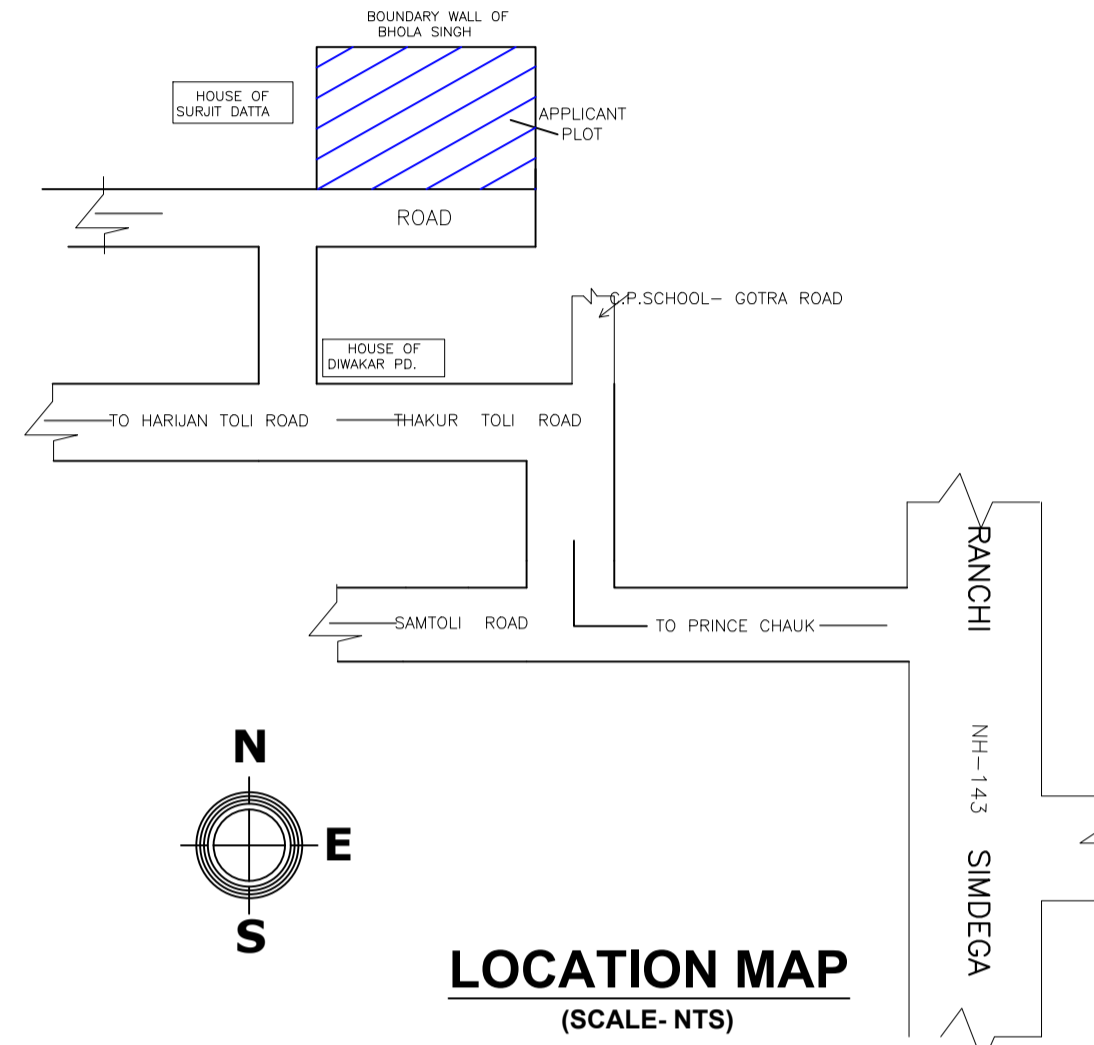 BOUNDARY WALL OF
BHOLA SINGH
HOUSE OF
SURJIT DATTA
APPLICANT
PLOT
ROAD
C.P.SCHOOL- GOTRA ROAD
HOUSE OF
DIWAKAR PD.
TO HARIJAN TOLI ROAD
THAKUR TOLI ROAD
RANCHI
SAMTOLI ROAD
TO PRINCE CHAUK
NH-143
SIMDEGA
N
E
S
LOCATION MAP
(SCALE- NTS)